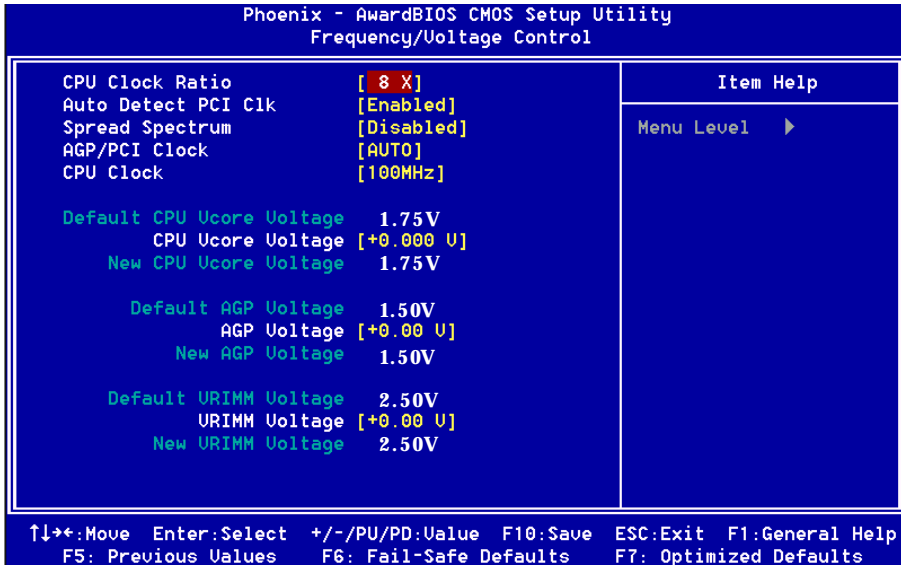 Phoenix - AwardBIOS CMOS Setup Utility
Frequency/Voltage Control
CPU Clock Ratio [ 8 X]
Auto Detect PCI Clk [Enabled]
Spread Spectrum [Disabled]
AGP/PCI Clock [AUTO]
CPU Clock [100MHz]
Default CPU Vcore Voltage 1.75V
CPU Vcore Voltage [+0.000 V]
New CPU Vcore Voltage 1.75V
Default AGP Voltage 1.50V
AGP Voltage [+0.00 V]
New AGP Voltage 1.50V
Default VRIMM Voltage 2.50V
VRIMM Voltage [+0.00 V]
New VRIMM Voltage 2.50V
Item Help
Menu Level ▶
↑↓→←:Move Enter:Select +/-/PU/PD:Value F10:Save ESC:Exit F1:General Help
F5: Previous Values F6: Fail-Safe Defaults F7: Optimized Defaults